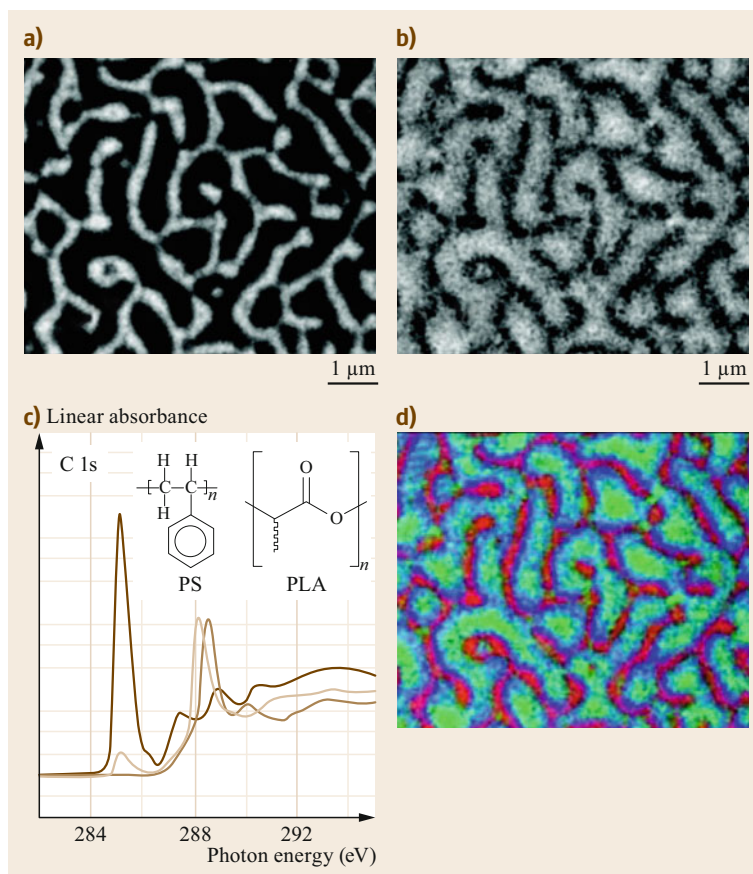 a)
b)
1 µm
1 µm
c) Linear absorbance
C 1s
H H
C C
n
H
PS
O
O
n
PLA
284
288
292
Photon energy (eV)
d)